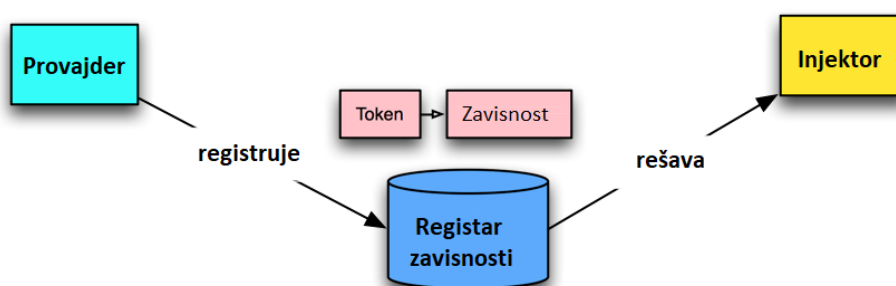 Provajder
Injektor
Token
Zavisnost
registruje
rešava
Registar
zavisnosti